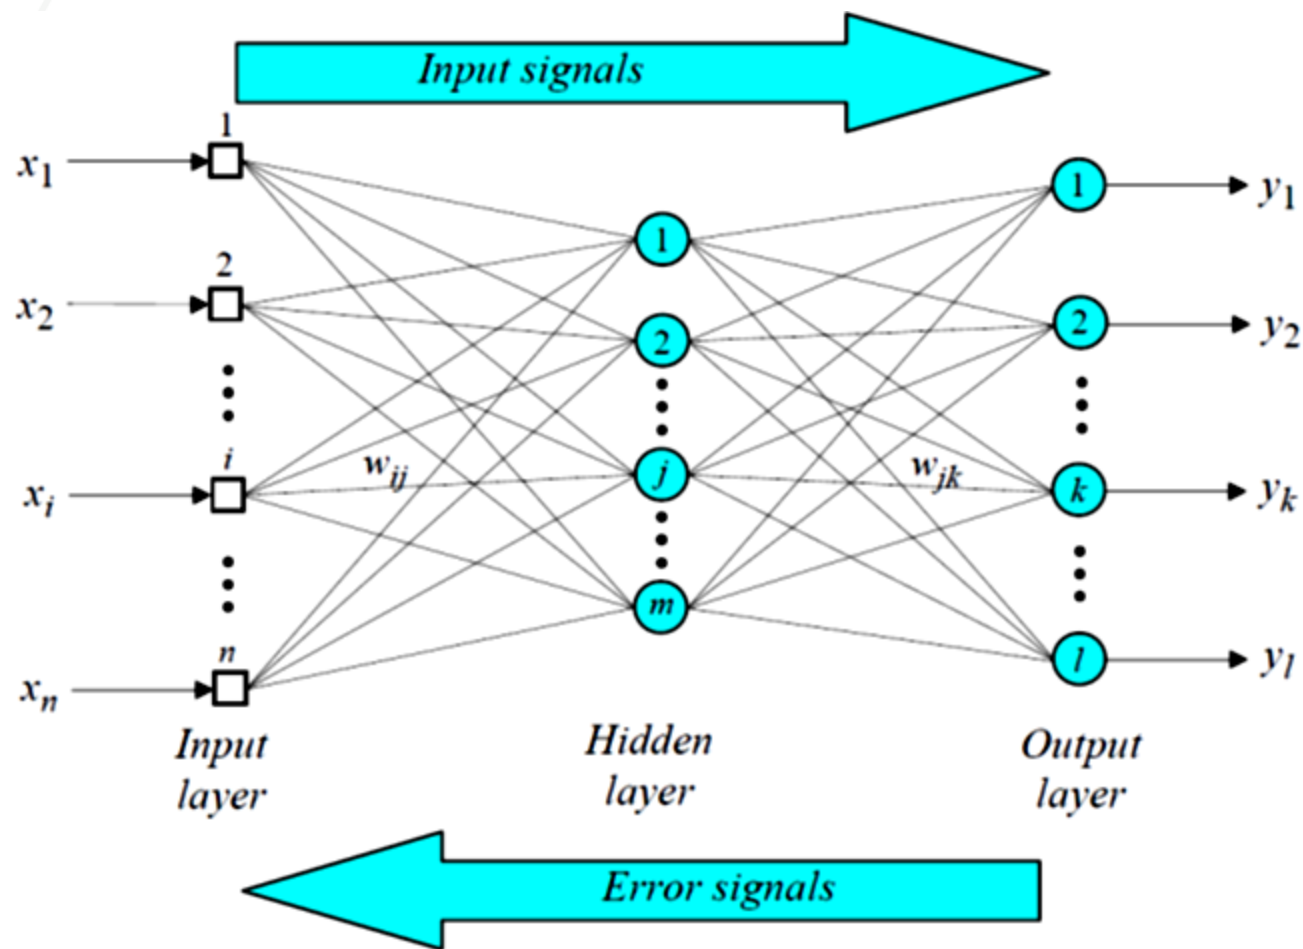 Input signals
1
x1
1
y1
2
1
x2
2
2
y2
i
wij
j
wjk
xi
k
yk
m
n
xn
l
yl
Input
layer
Hidden
layer
Output
layer
Error signals